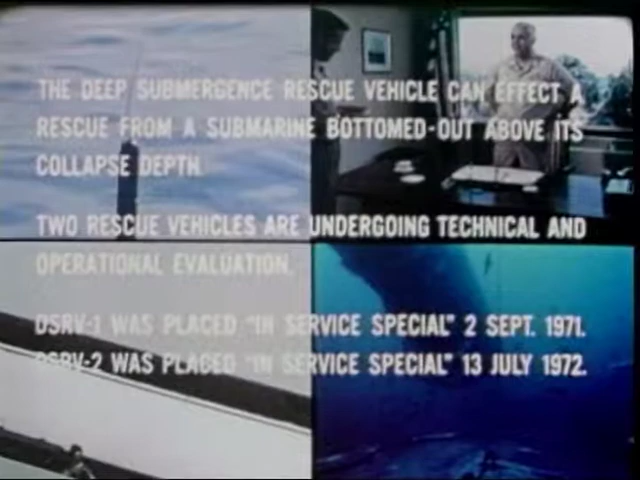 THE DEEP SUBMERGENCE RESCUE VEHICLE CAN EFFECT A
RESCUE FROM A SUBMARINE BOTTOMED-OUT ABOVE ITS
COLLAPSE DEPTH.
TWO RESCUE VEHICLES ARE UNDERGOING TECHNICAL AND
OPERATIONAL EVALUATION.
DSRV-1 WAS PLACED "IN SERVICE SPECIAL" 2 SEPT. 1971.
DSRV-2 WAS PLACED "IN SERVICE SPECIAL" 13 JULY 1972.